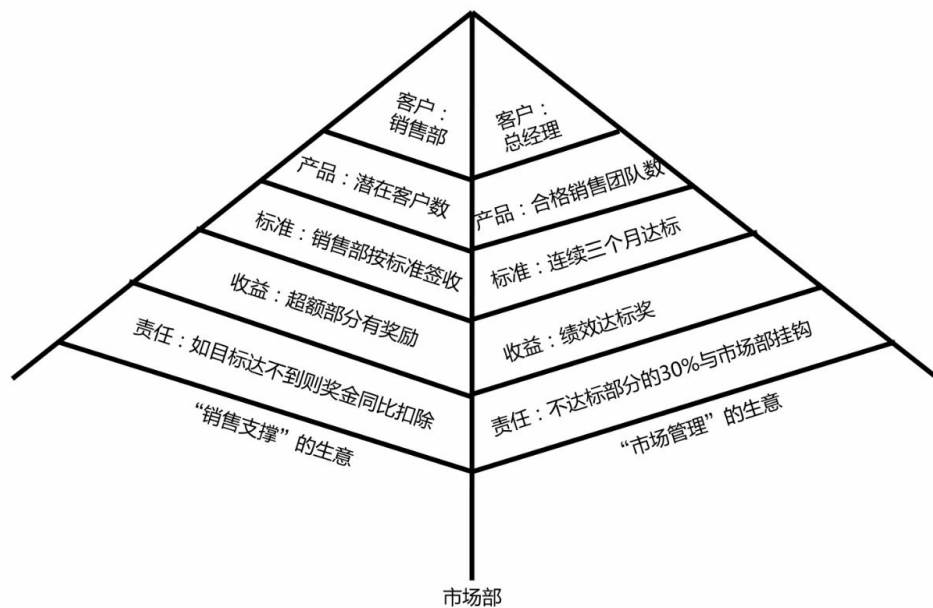 客户：
销售部
产品：潜在客户数
标准：销售部按标准签收
收益：超额部分有奖励
责任：如目标达不到则奖金同比扣除
“销售支撑”的生意
客户：
总经理
产品：合格销售团队数
标准：连续三个月达标
收益：绩效达标奖
责任：不达标部分的30%与市场部挂钩
“市场管理”的生意
市场部